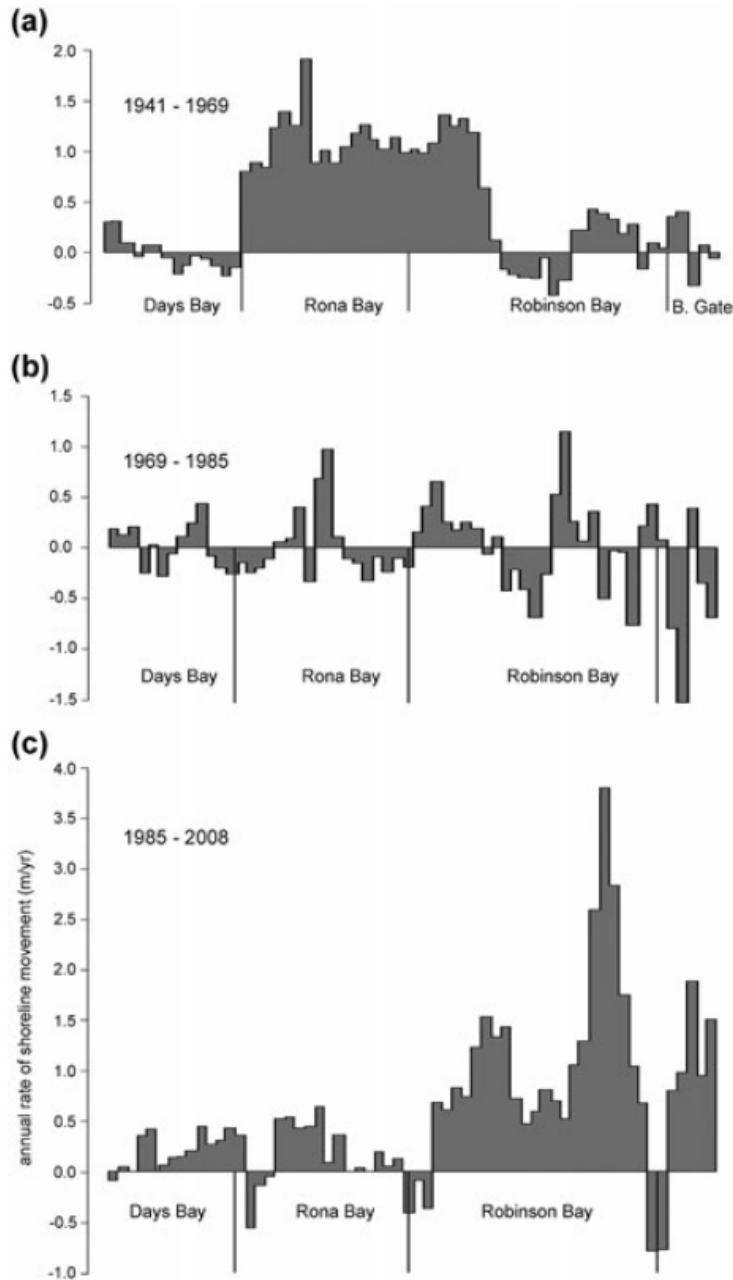 (a)
2.0
1941 - 1969
1.5
1.0
0.5
0.0
-0.5
Days Bay Rona Bay Robinson Bay B. Gate
(b)
1.5
1.0
1969 - 1985
0.5
0.0
-0.5
-1.0
Days Bay Rona Bay Robinson Bay
-1.5
(c)
4.0
3.5
1985 - 2008
3.0
2.5
2.0
1.5
1.0
0.5
0.0
-0.5
-1.0
annual rate of shoreline movement (m/yr)
Days Bay Rona Bay Robinson Bay